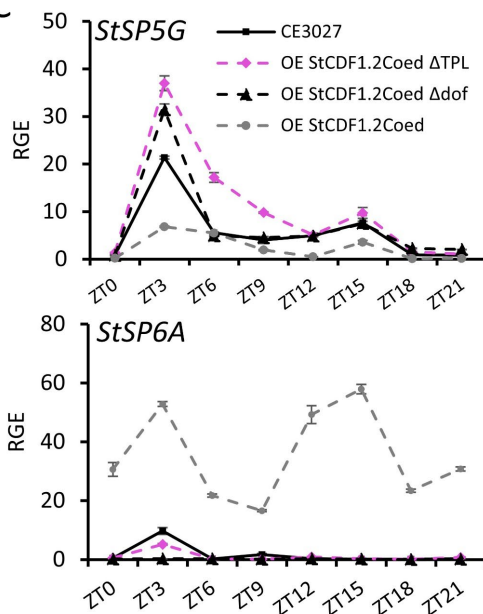 C
StSP5G
CE3027
OE StCDF1.2Coed ΔTPL
OE StCDF1.2Coed Δdof
OE StCDF1.2Coed
RGE
50
40
30
20
10
0
ZT0 ZT3 ZT6 ZT9 ZT12 ZT15 ZT18 ZT21
StSP6A
RGE
80
60
40
20
0
ZT0 ZT3 ZT6 ZT9 ZT12 ZT15 ZT18 ZT21